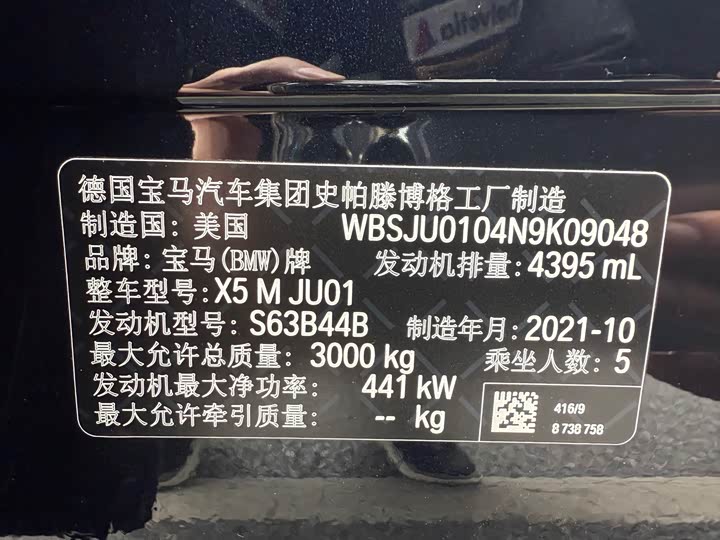 helvetia
德国宝马汽车集团史帕滕博格工厂制造
制造国: 美国 WBSJU0104N9K09048
品牌: 宝马(BMW)牌 发动机排量: 4395 mL
整车型号: X5 M JU01
发动机型号: S63B44B 制造年月: 2021-10
最大允许总质量: 3000 kg 乘坐人数: 5
发动机最大净功率: 441 kW
最大允许牵引质量: -- kg
416/9
8 738 758